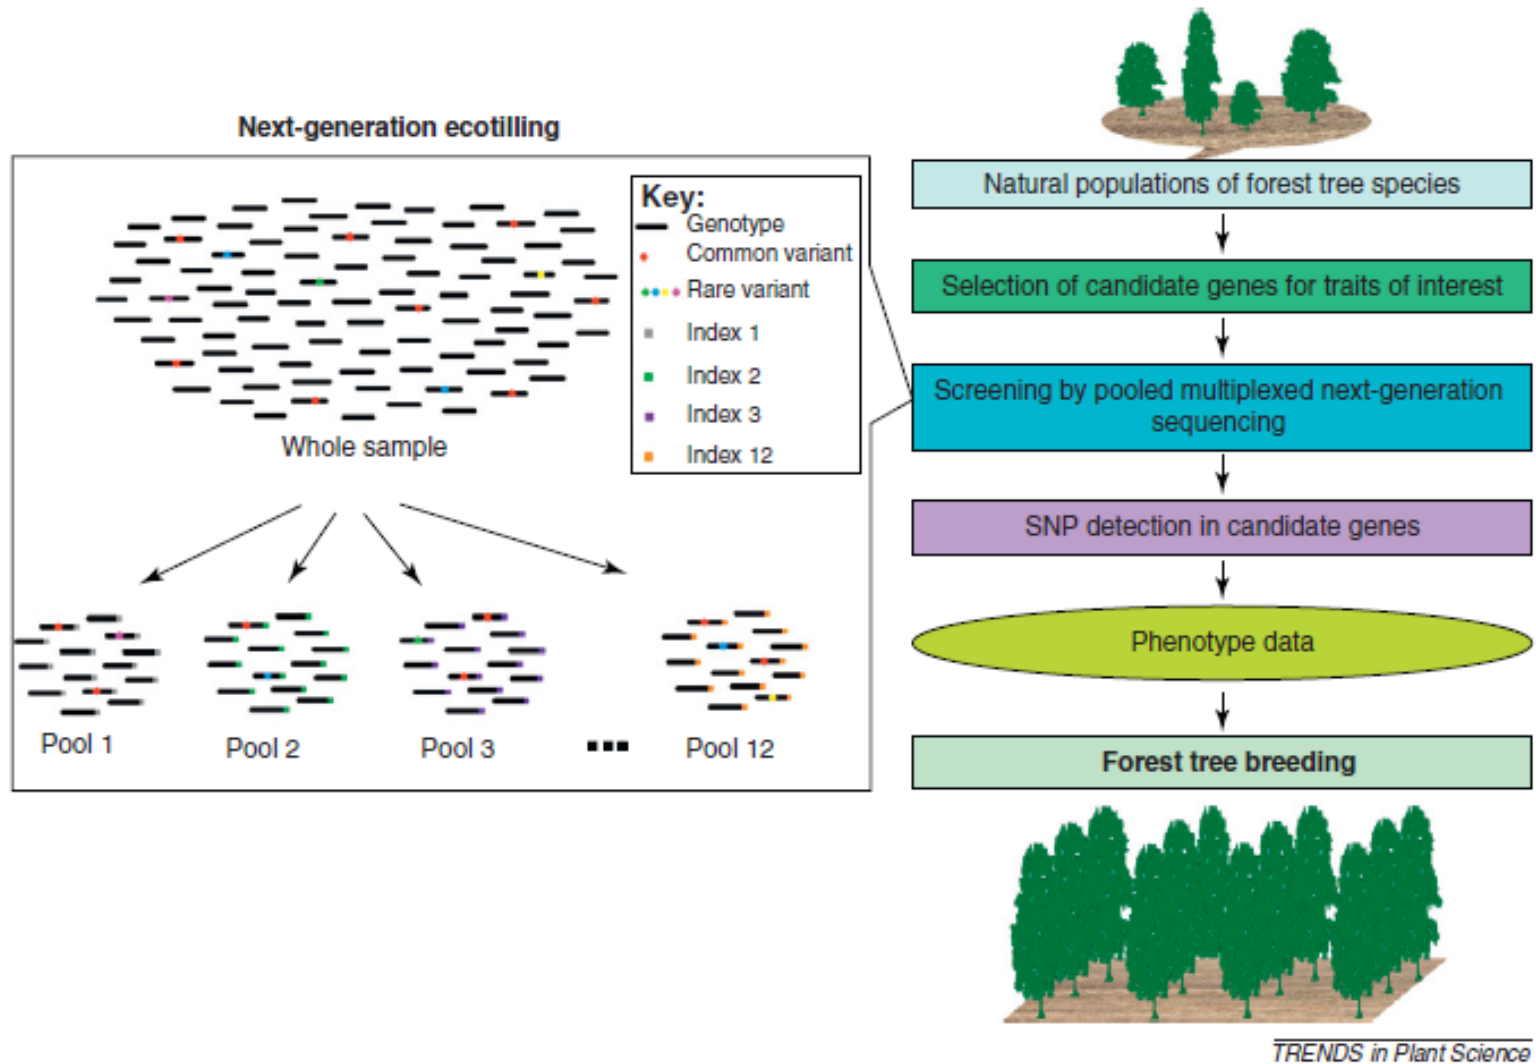 Next-generation ecotilling
Key:
Genotype
Common variant
Rare variant
Index 1
Index 2
Index 3
Index 12
Whole sample
Pool 1
Pool 2
Pool 3
Pool 12
Natural populations of forest tree species
Selection of candidate genes for traits of interest
Screening by pooled multiplexed next-generation
sequencing
SNP detection in candidate genes
Phenotype data
Forest tree breeding
TRENDS in Plant Science